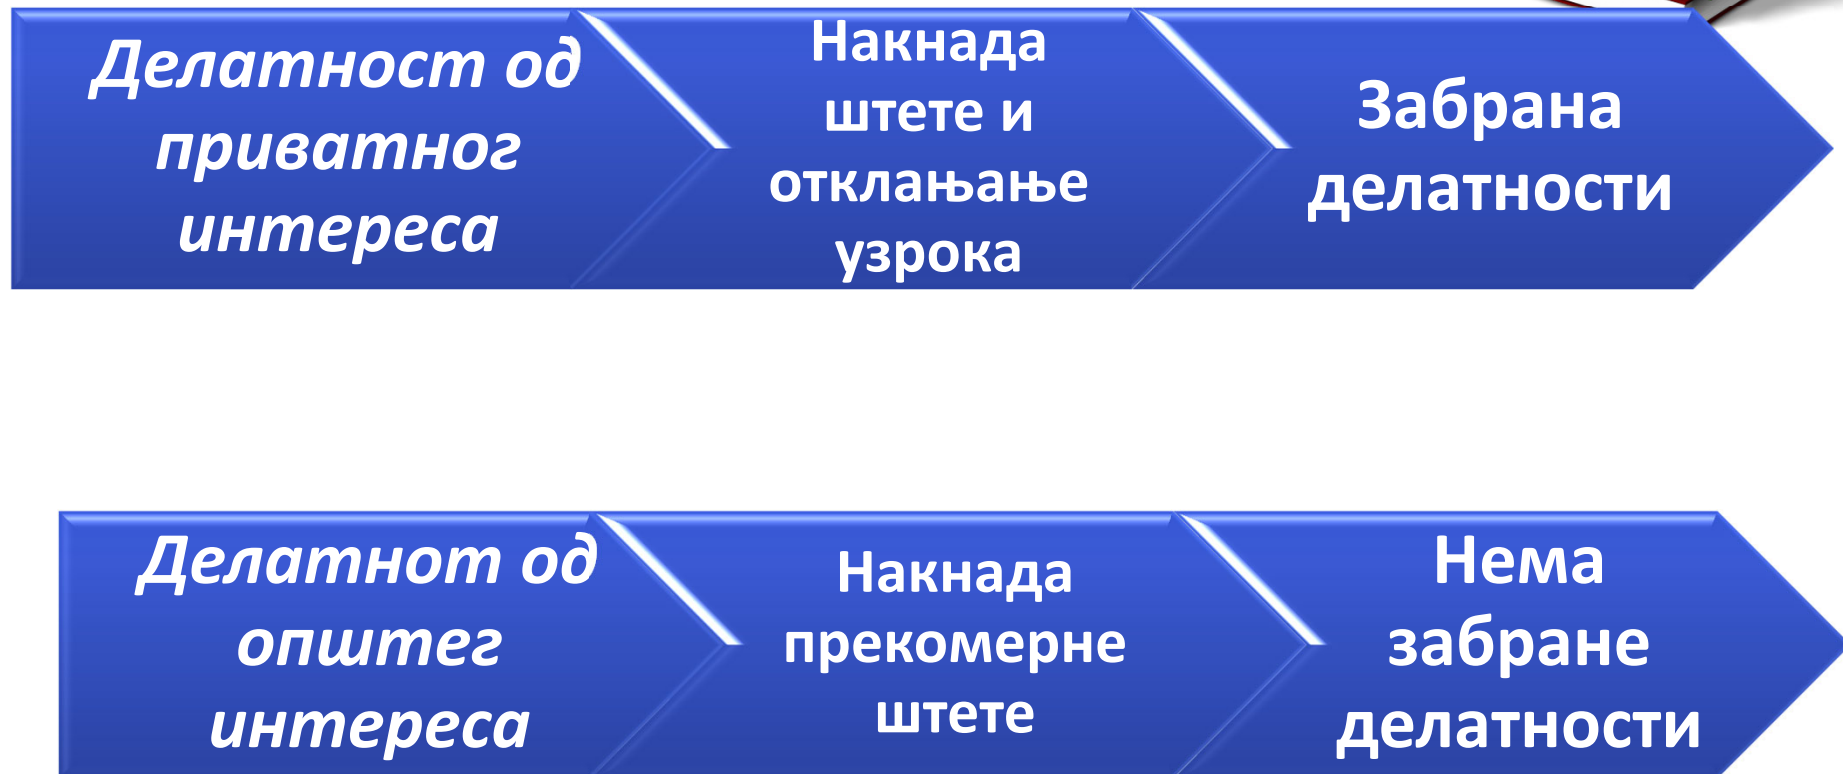 Делатност од
приватног
интереса
Накнада
штете и
отклањање
узрока
Забрана
делатности
Делатнот од
општег
интереса
Накнада
прекомерне
штете
Нема
забране
делатности